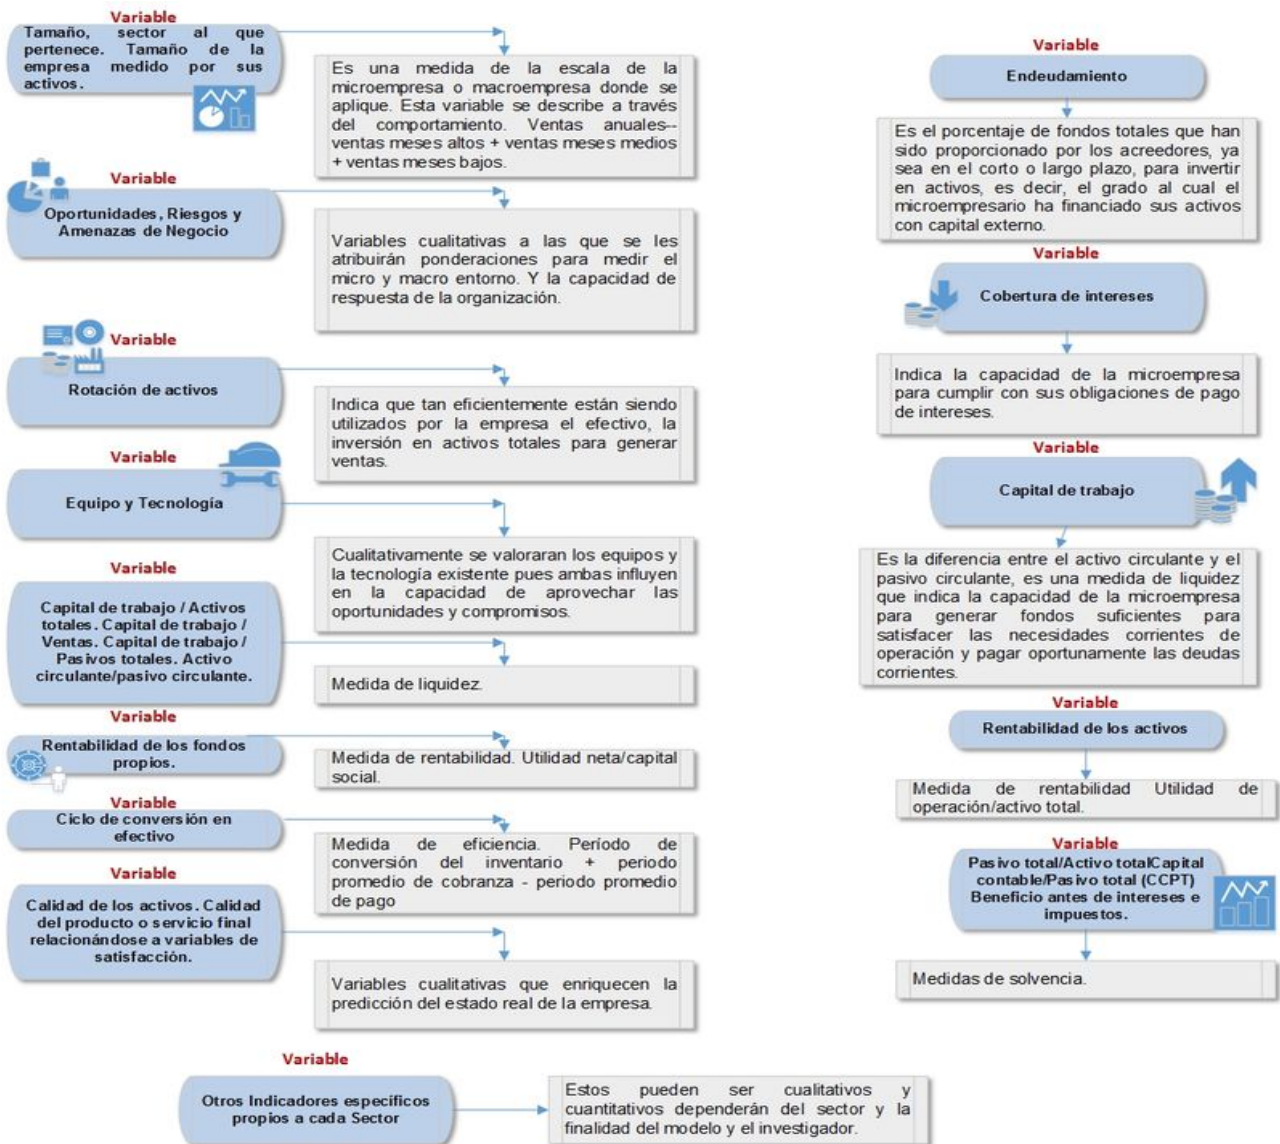 Variable
Tamaño, sector al que
pertenece. Tamaño de la
empresa medido por sus
activos.
Es una medida de la escala de la
microempresa o macroempresa donde se
aplique. Esta variable se describe a través
del comportamiento. Ventas anuales--
ventas meses altos + ventas meses medios
+ ventas meses bajos.
Variable
Oportunidades, Riesgos y
Amenazas de Negocio
Variables cualitativas a las que se les
atribuirán ponderaciones para medir el
micro y macro entorno. Y la capacidad de
respuesta de la organización.
Variable
Rotación de activos
Indica que tan eficientemente están siendo
utilizados por la empresa el efectivo, la
inversión en activos totales para generar
ventas.
Variable
Equipo y Tecnología
Cualitativamente se valoraran los equipos y
la tecnología existente pues ambas influyen
en la capacidad de aprovechar las
oportunidades y compromisos.
Variable
Capital de trabajo / Activos
totales. Capital de trabajo /
Ventas. Capital de trabajo /
Pasivos totales. Activo
circulante/pasivo circulante.
Medida de liquidez.
Variable
Rentabilidad de los fondos
propios.
Medida de rentabilidad. Utilidad neta/capital
social.
Variable
Ciclo de conversión en
efectivo
Medida de eficiencia. Período de
conversión del inventario + periodo
promedio de cobranza - periodo promedio
de pago
Variable
Calidad de los activos. Calidad
del producto o servicio final
relacionándose a variables de
satisfacción.
Variables cualitativas que enriquecen la
predicción del estado real de la empresa.
Variable
Endeudamiento
Es el porcentaje de fondos totales que han
sido proporcionado por los acreedores, ya
sea en el corto o largo plazo, para invertir
en activos, es decir, el grado al cual el
microempresario ha financiado sus activos
con capital externo.
Variable
Cobertura de intereses
Indica la capacidad de la microempresa
para cumplir con sus obligaciones de pago
de intereses.
Variable
Capital de trabajo
Es la diferencia entre el activo circulante y el
pasivo circulante, es una medida de liquidez
que indica la capacidad de la microempresa
para generar fondos suficientes para
satisfacer las necesidades corrientes de
operación y pagar oportunamente las deudas
corrientes.
Variable
Rentabilidad de los activos
Medida de rentabilidad Utilidad de
operación/activo total.
Variable
Pasivo total/Activo totalCapital
contable/Pasivo total (CCPT)
Beneficio antes de intereses e
impuestos.
Medidas de solvencia.
Variable
Otros Indicadores específicos
propios a cada Sector
Estos pueden ser cualitativos y
cuantitativos dependerán del sector y la
finalidad del modelo y el investigador.